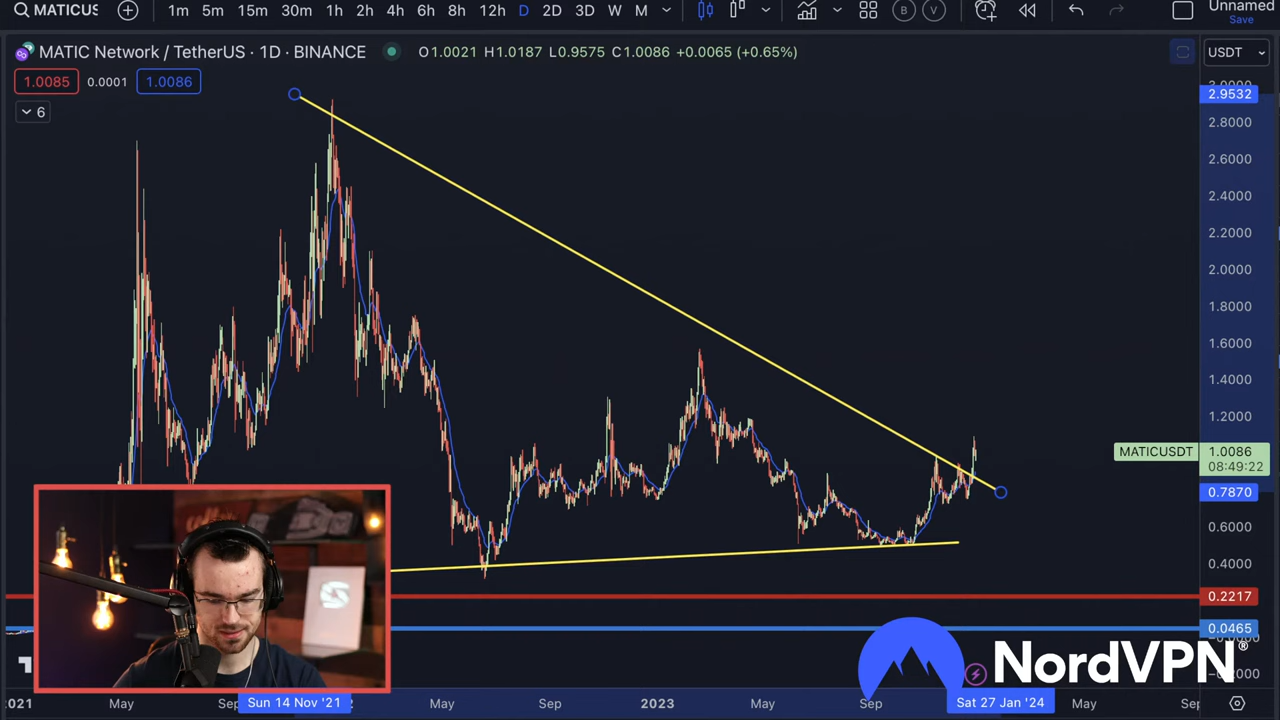 MATICUS 1m 5m 15m 30m 1h 2h 4h 6h 8h 12h D 2D 3D W M B V Unnamed
Save
MATIC Network / TetherUS · 1D · BINANCE O1.0021 H1.0187 L0.9575 C1.0086 +0.0065 (+0.65%) USDT
1.0085 0.0001 1.0086
6
2.9532
2.8000
2.6000
2.4000
2.2000
2.0000
1.8000
1.6000
1.4000
1.2000
MATICUSDT 1.0086
08:49:22
0.7870
0.6000
0.4000
0.2217
0.0465
-0.2000
NordVPN®
2021 May Sep Sun 14 Nov '21 May Sep 2023 May Sep Sat 27 Jan '24 May Sep